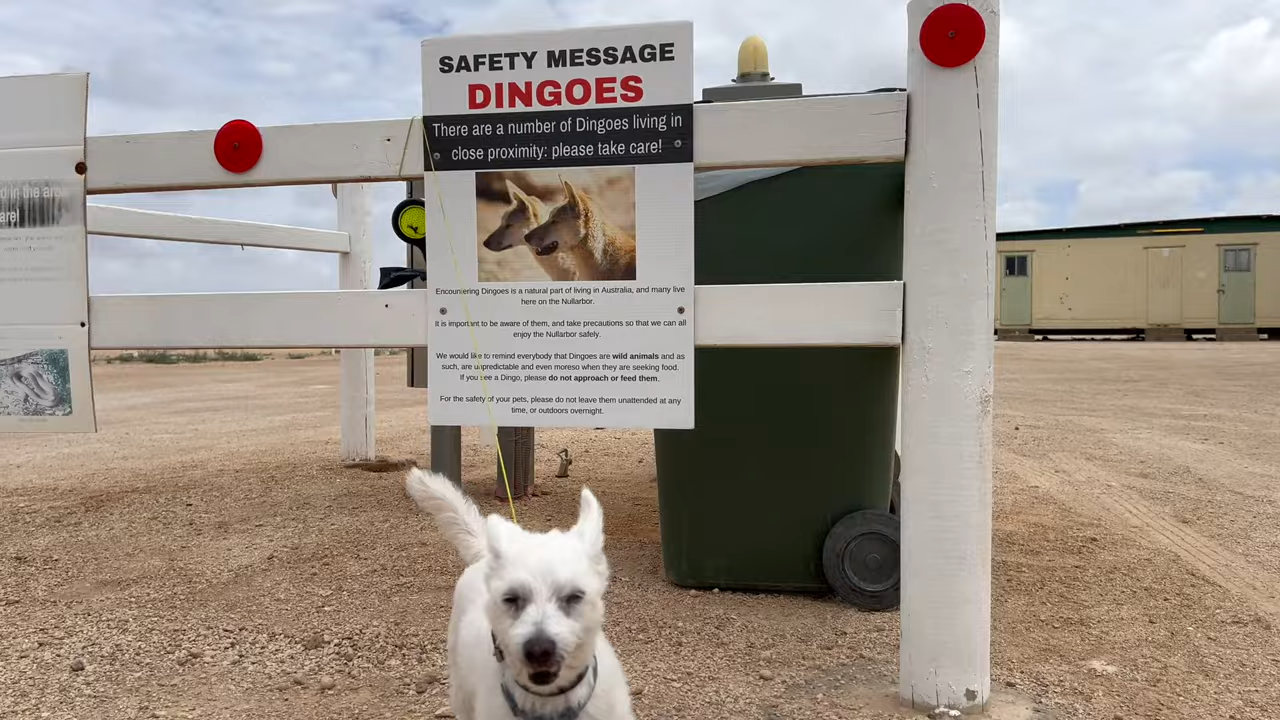 d in the area
are!
SAFETY MESSAGE
DINGOES
There are a number of Dingoes living in
close proximity: please take care!
Encountering Dingoes is a natural part of living in Australia, and many live
here on the Nullarbor.
It is important to be aware of them, and take precautions so that we can all
enjoy the Nullarbor safely.
We would like to remind everybody that Dingoes are wild animals and as
such, are unpredictable and even moreso when they are seeking food.
If you see a Dingo, please do not approach or feed them.
For the safety of your pets, please do not leave them unattended at any
time, or outdoors overnight.